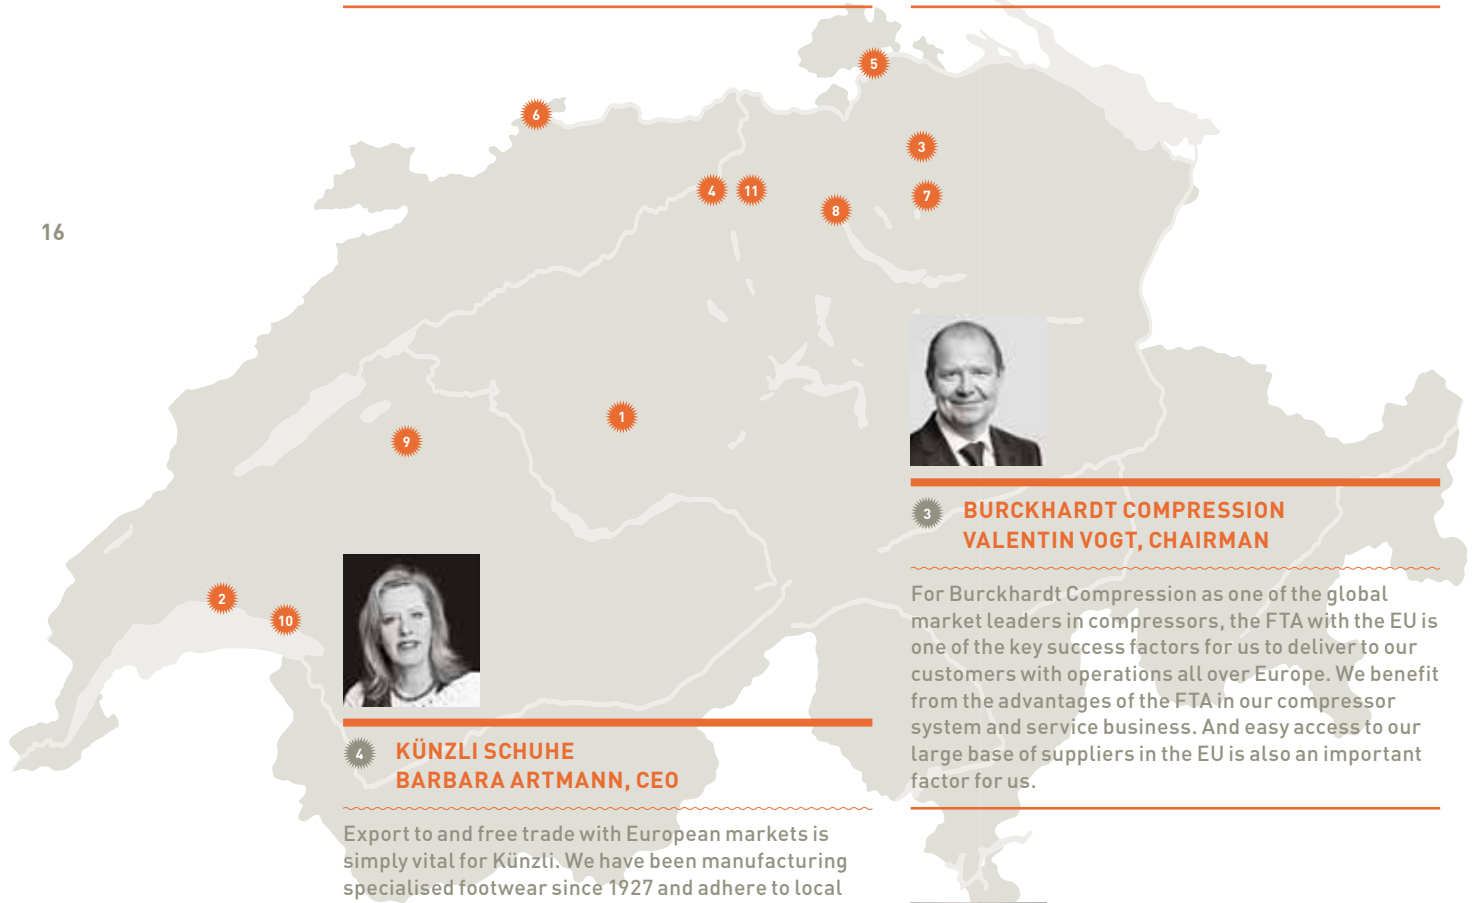 5
6
3
4
11
7
8
16
1
9
2
10
3
BURCKHARDT COMPRESSION
VALENTIN VOGT, CHAIRMAN
For Burckhardt Compression as one of the global
market leaders in compressors, the FTA with the EU is
one of the key success factors for us to deliver to our
customers with operations all over Europe. We benefit
from the advantages of the FTA in our compressor
system and service business. And easy access to our
large base of suppliers in the EU is also an important
factor for us.
4
KÜNZLI SCHUHE
BARBARA ARTMANN, CEO
Export to and free trade with European markets is
simply vital for Künzli. We have been manufacturing
specialised footwear since 1927 and adhere to local